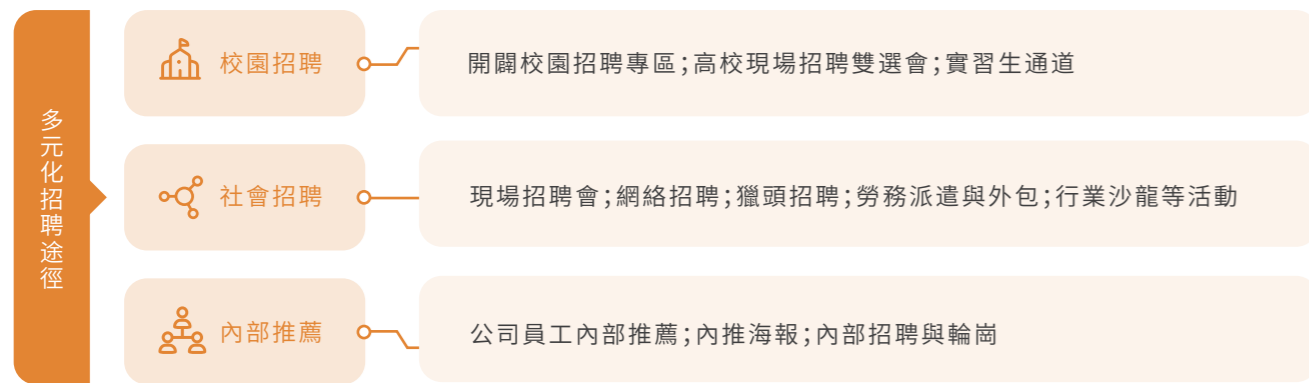 多元化招聘途徑
校園招聘
開闢校園招聘專區;高校現場招聘雙選會;實習生通道
社會招聘
現場招聘會;網絡招聘;獵頭招聘;勞務派遣與外包;行業沙龍等活動
內部推薦
公司員工內部推薦;內推海報;內部招聘與輪崗